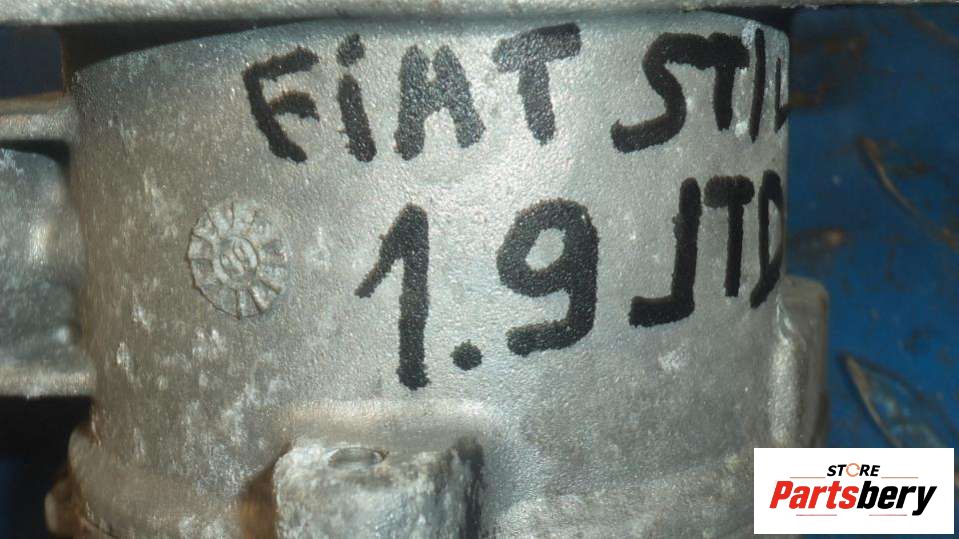 FiAT STIL
1.9 JTD
STORE
Partsbery